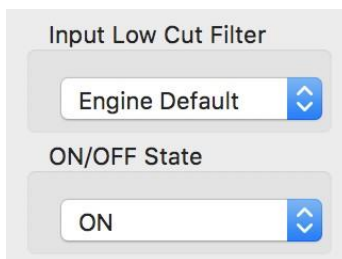 Input Low Cut Filter
Engine Default
ON/OFF State
ON